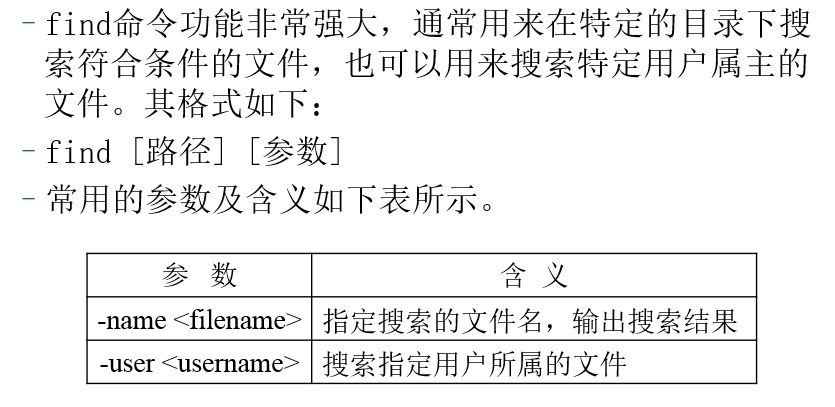 -find命令功能非常强大，通常用来在特定的目录下搜
索符合条件的文件，也可以用来搜索特定用户属主的
文件。其格式如下：
-find [路径] [参数]
-常用的参数及含义如下表所示。
参 数 含 义
-name <filename> 指定搜索的文件名，输出搜索结果
-user <username> 搜索指定用户所属的文件